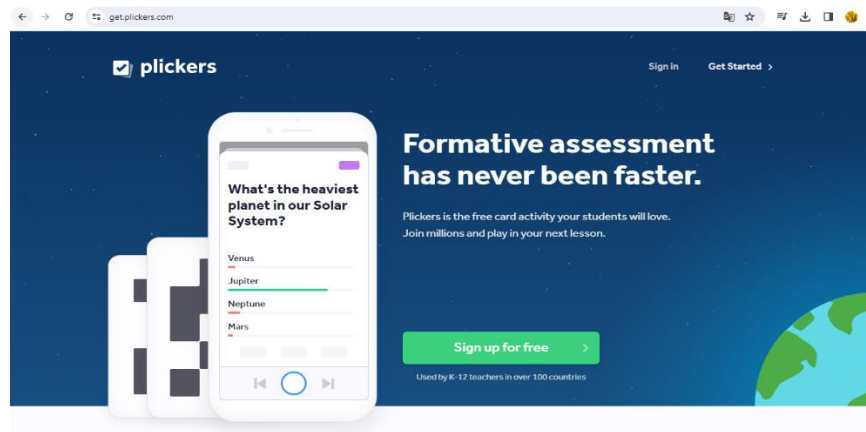 get.plickers.com
plickers
Sign in
Get Started
Formative assessment
has never been faster.
Plickers is the free card activity your students will love.
Join millions and play in your next lesson.
What's the heaviest
planet in our Solar
System?
Venus
Jupiter
Neptune
Mars
Sign up for free
Used by K-12 teachers in over 100 countries